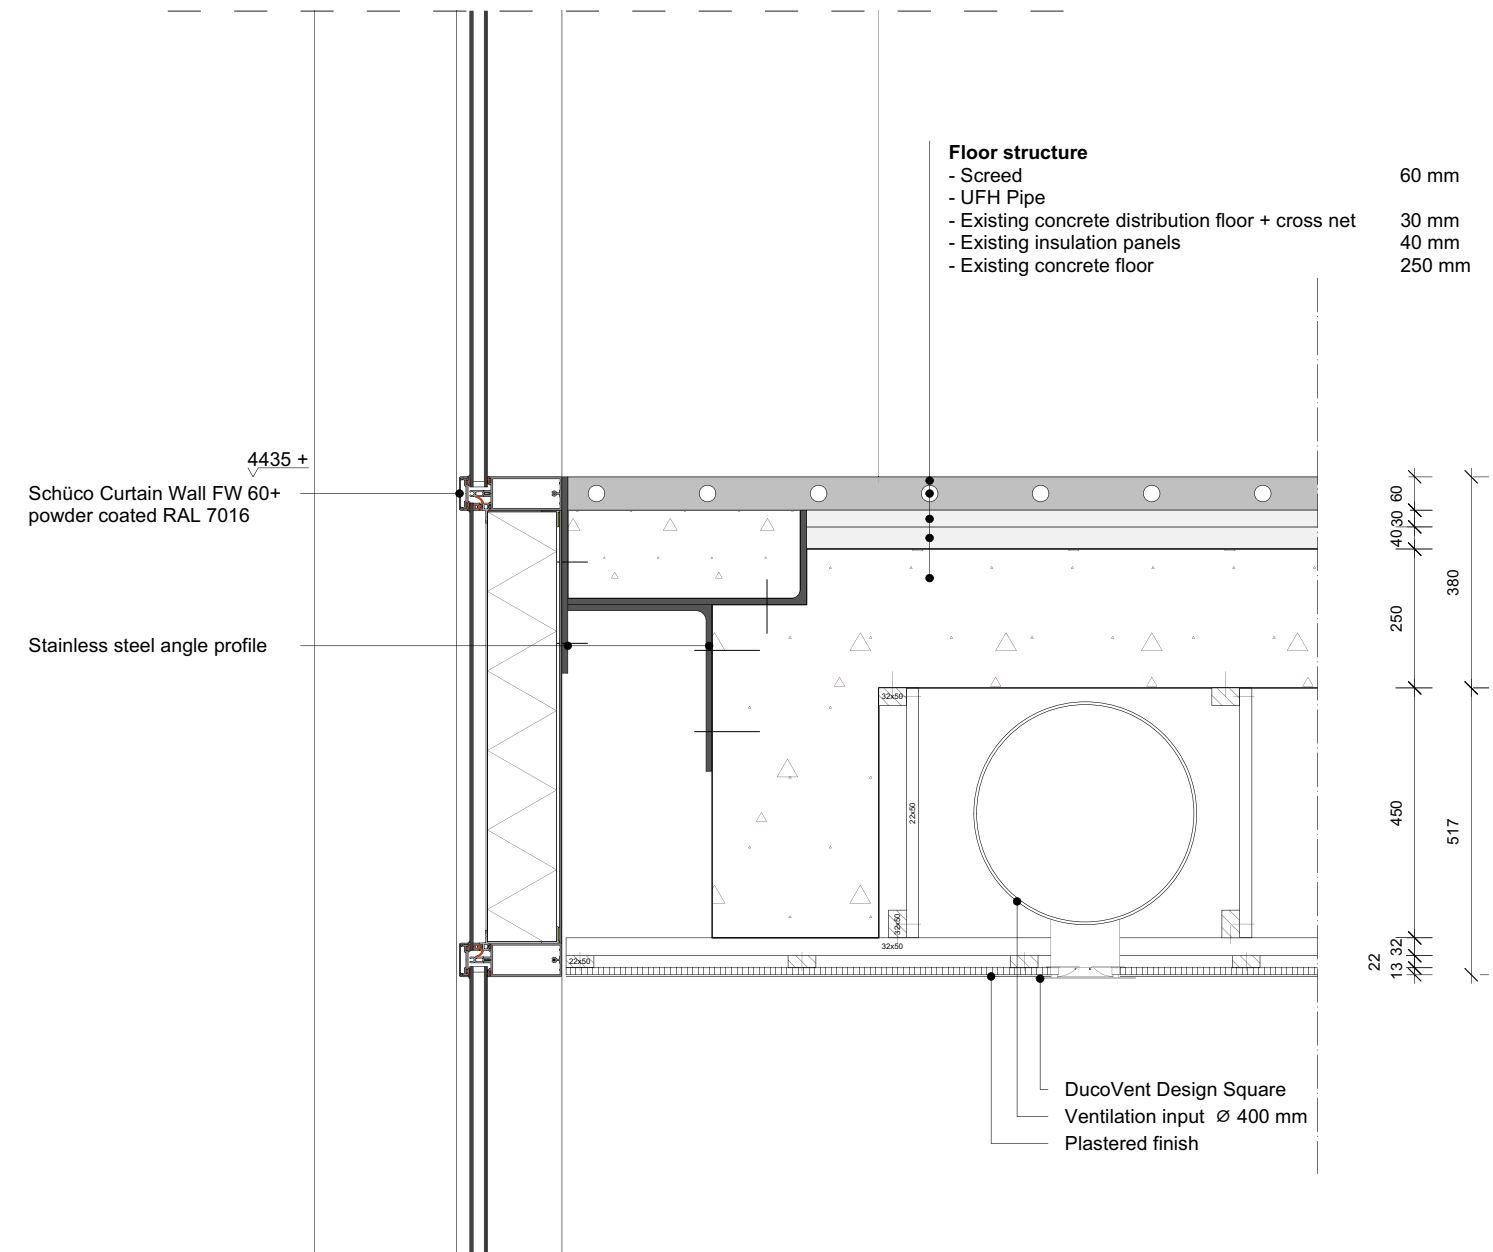 Floor structure
- Screed 60 mm
- UFH Pipe
- Existing concrete distribution floor + cross net 30 mm
- Existing insulation panels 40 mm
- Existing concrete floor 250 mm
4435 +
Schüco Curtain Wall FW 60+
powder coated RAL 7016
60
30
40
380
250
Stainless steel angle profile
32x50
22x50
450
517
32x50
32x50
22x50
32
22
13
DucoVent Design Square
Ventilation input ∅ 400 mm
Plastered finish